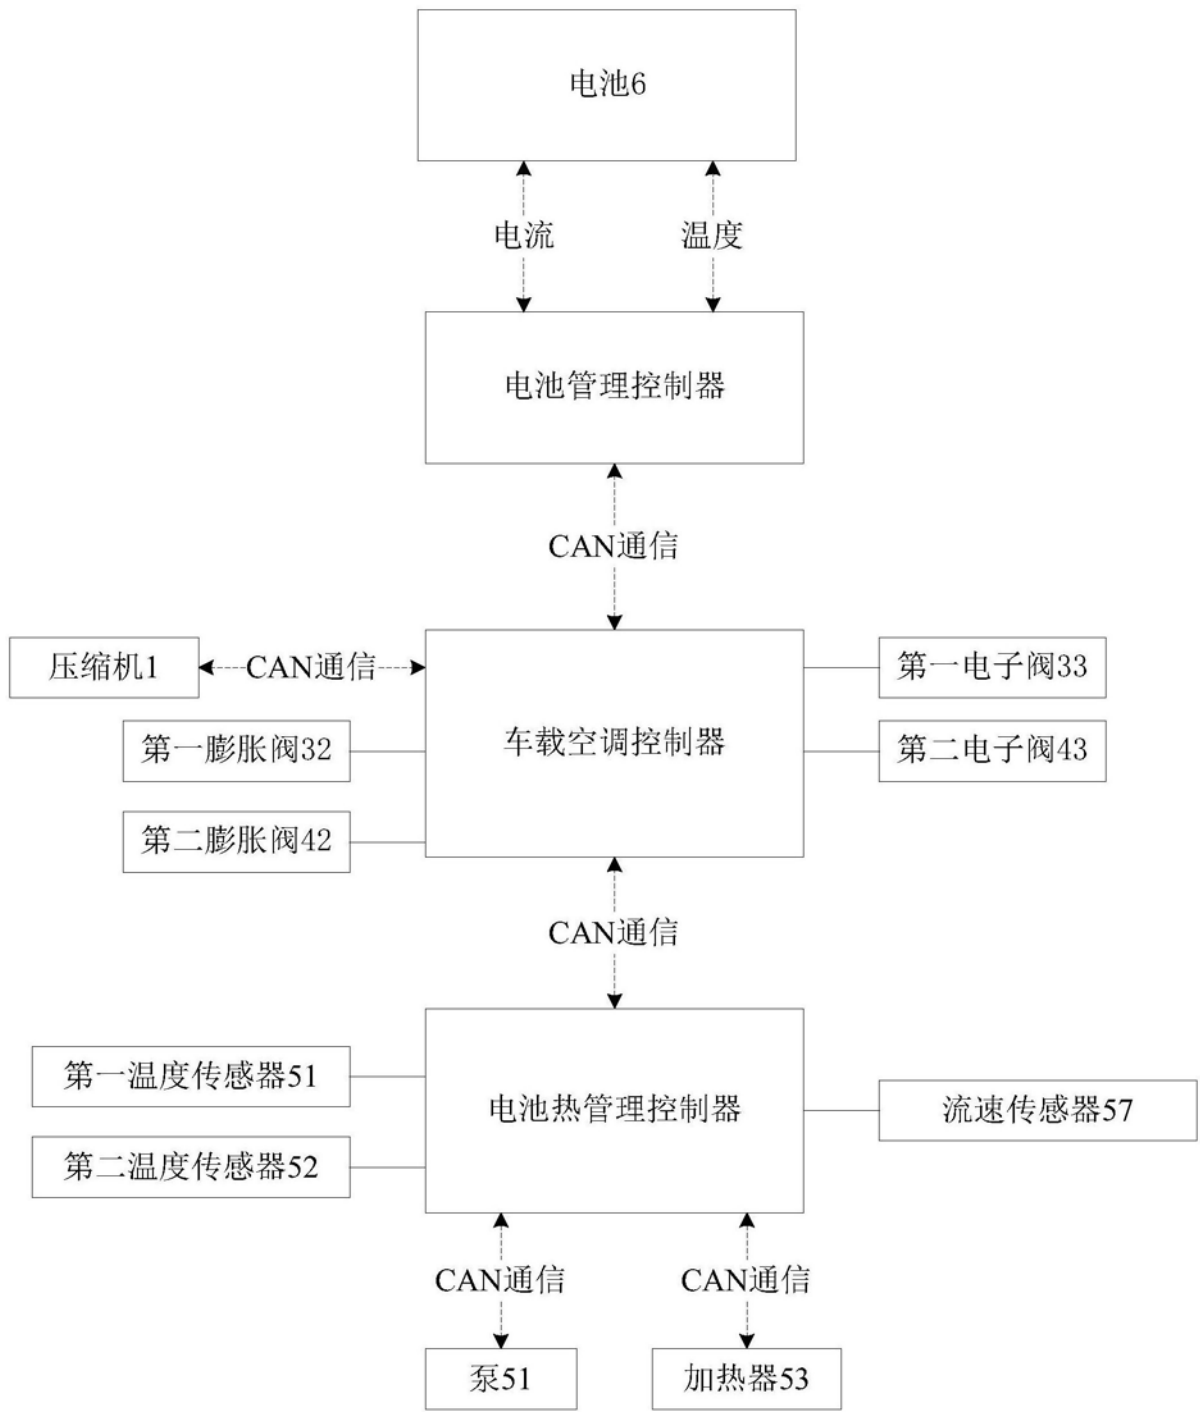 电池6
电流
温度
电池管理控制器
CAN通信
压缩机1
CAN通信
第一电子阀33
第一膨胀阀32
车载空调控制器
第二电子阀43
第二膨胀阀42
CAN通信
第一温度传感器51
电池热管理控制器
流速传感器57
第二温度传感器52
CAN通信
CAN通信
泵51
加热器53